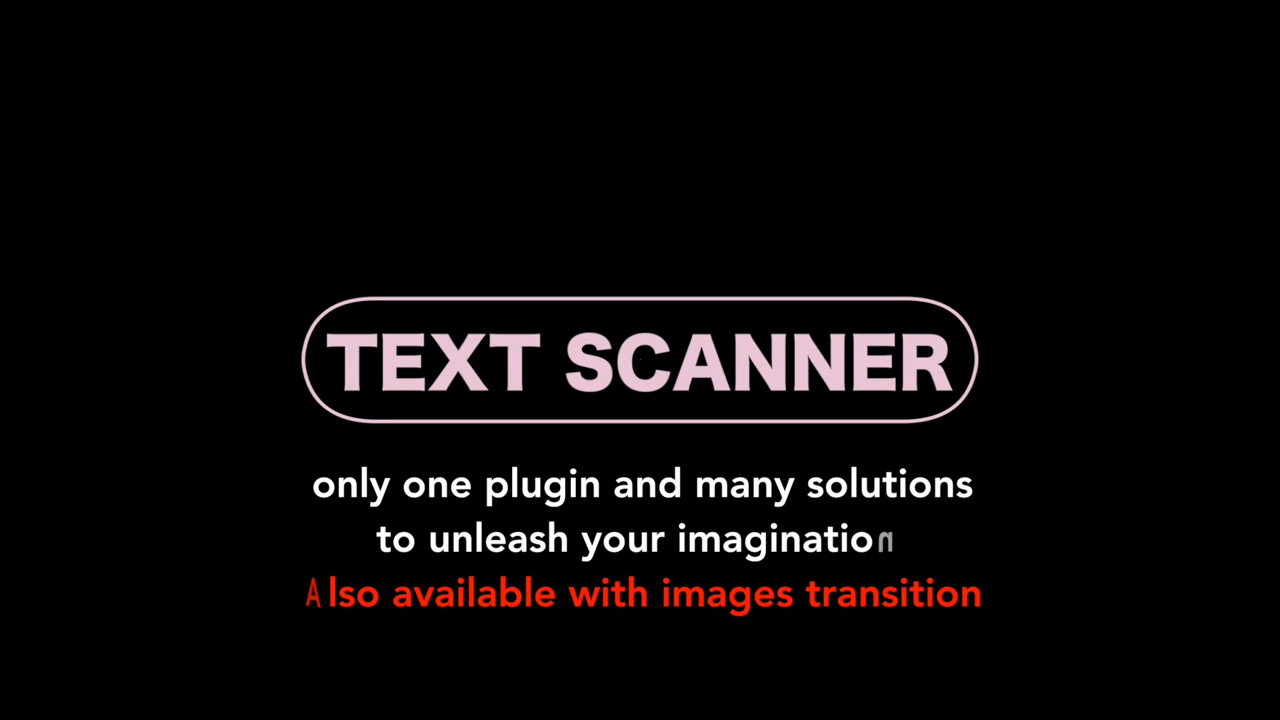 TEXT SCANNER
only one plugin and many solutions
to unleash your imagination
Also available with images transition